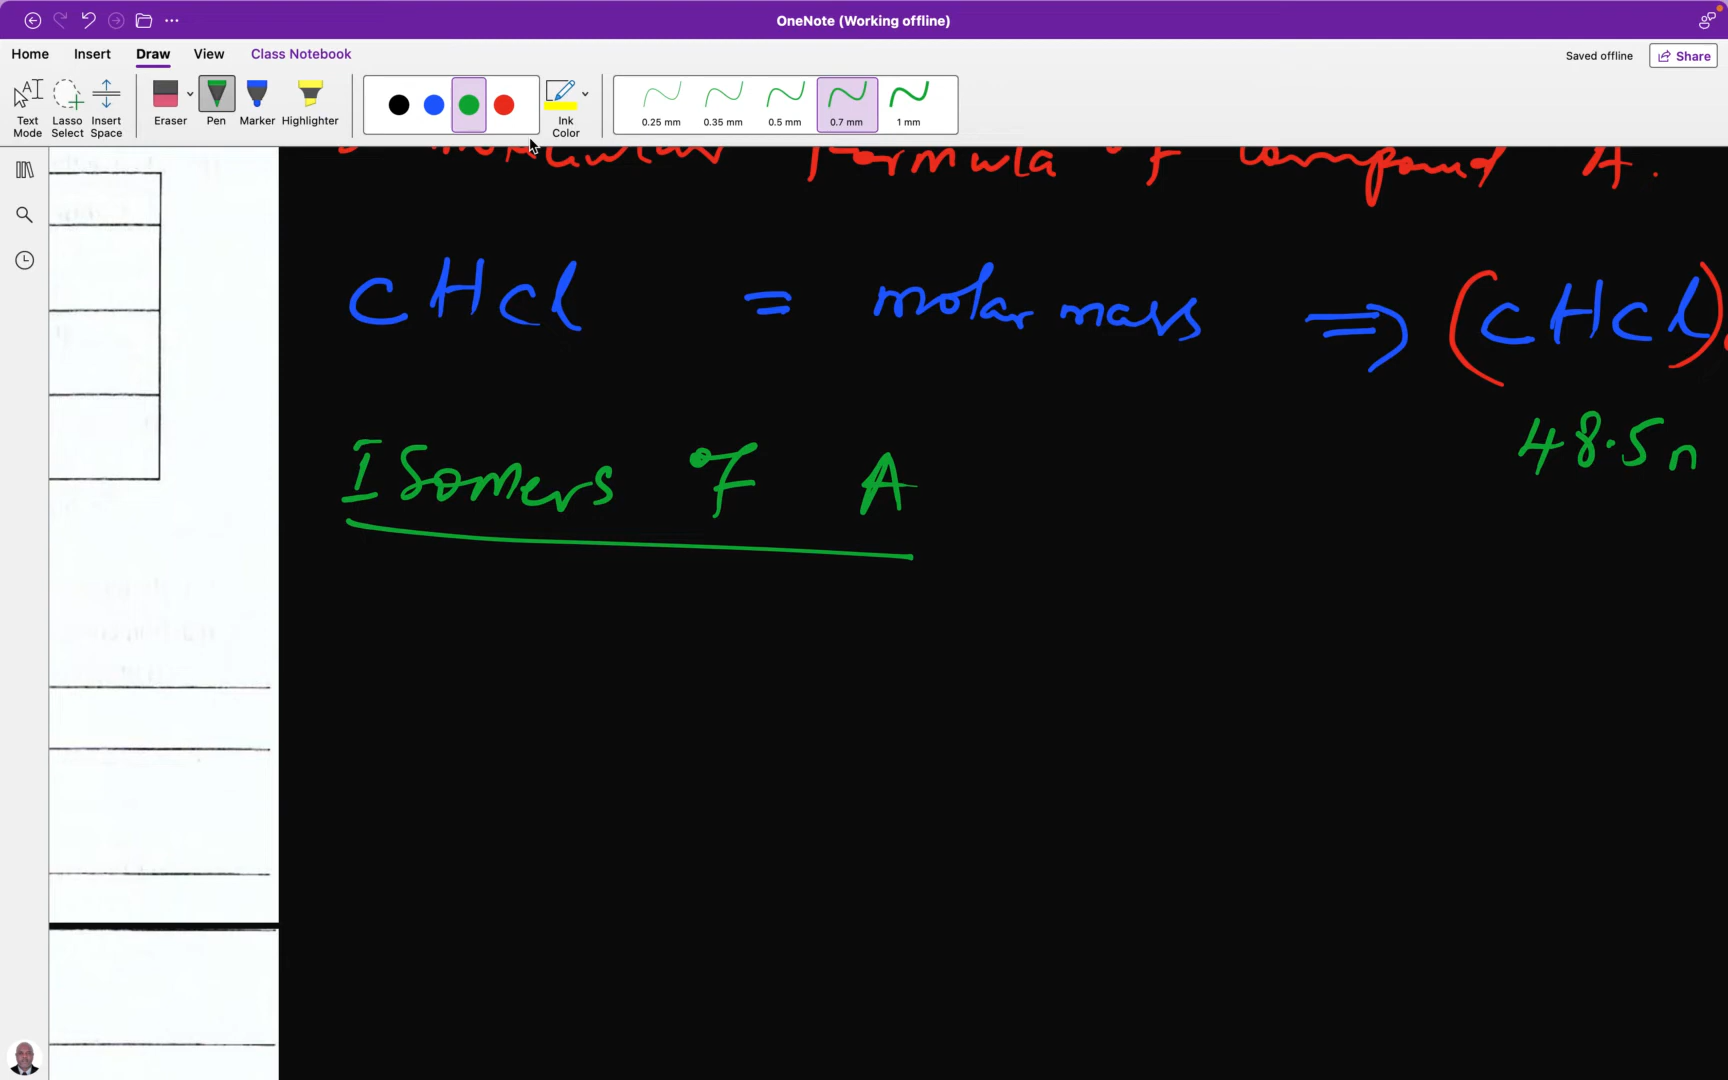 OneNote (Working offline)
Home Insert Draw View Class Notebook
Saved offline Share
Text Mode
Lasso Select
Insert Space
Eraser
Pen
Marker
Highlighter
Ink Color
0.25 mm 0.35 mm 0.5 mm 0.7 mm 1 mm
molecular formula of compound A.
CHCl = molar mass ⇒ (CHCl)
48.5n
Isomers of A